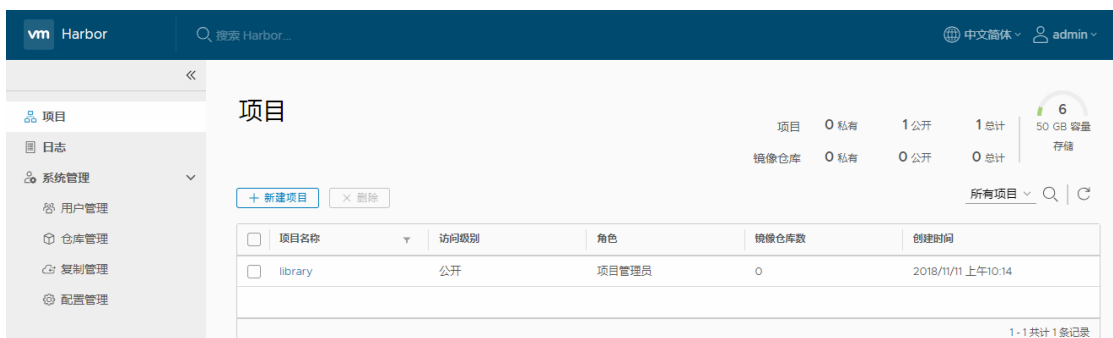 vm Harbor 搜索 Harbor... 中文简体 admin
项目
日志
系统管理
用户管理
仓库管理
复制管理
配置管理
项目
项目 0 私有 1 公开 1 总计
镜像仓库 0 私有 0 公开 0 总计
6
50 GB 容量
存储
+ 新建项目 × 删除 所有项目
项目名称 访问级别 角色 镜像仓库数 创建时间
library 公开 项目管理员 0 2018/11/11 上午10:14
1 - 1 共计 1 条记录